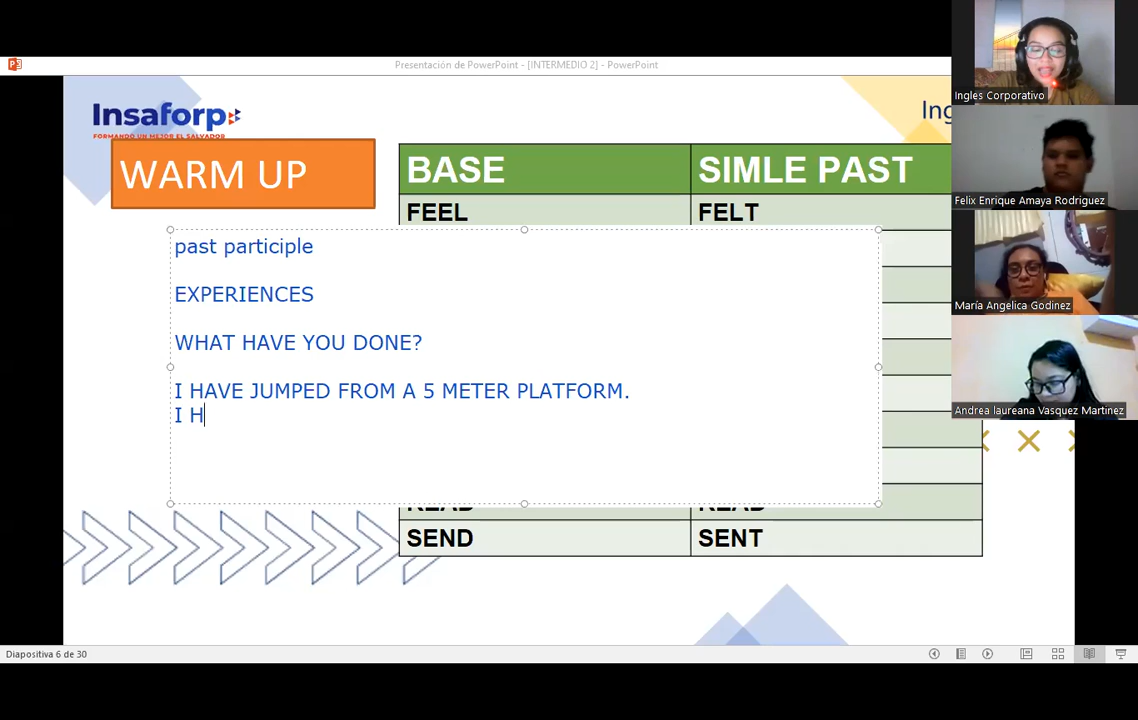 Presentación de PowerPoint - [INTERMEDIO 2] - PowerPoint
Insaforp
FORMANDO UN MEJOR EL SALVADOR
Ing
WARM UP
BASE SIMLE PAST
FEEL FELT
past participle
EXPERIENCES
WHAT HAVE YOU DONE?
I HAVE JUMPED FROM A 5 METER PLATFORM.
I H
READ READ
SEND SENT
Diapositiva 6 de 30
Ingles Corporativo
Felix Enrique Amaya Rodriguez
María Angelica Godinez
Andrea laureana Vasquez Martinez